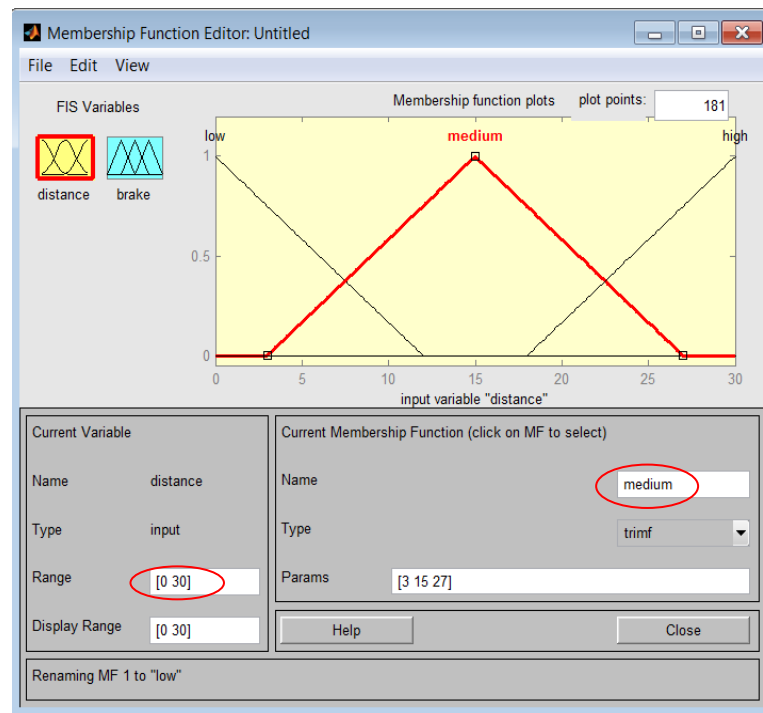 Membership Function Editor: Untitled
File Edit View
FIS Variables
Membership function plots plot points: 181
low medium high
1
0.5
0
distance brake
0 5 10 15 20 25 30
input variable "distance"
Current Variable
Name distance
Type input
Range [0 30]
Display Range [0 30]
Current Membership Function (click on MF to select)
Name medium
Type trimf
Params [3 15 27]
Help Close
Renaming MF 1 to "low"